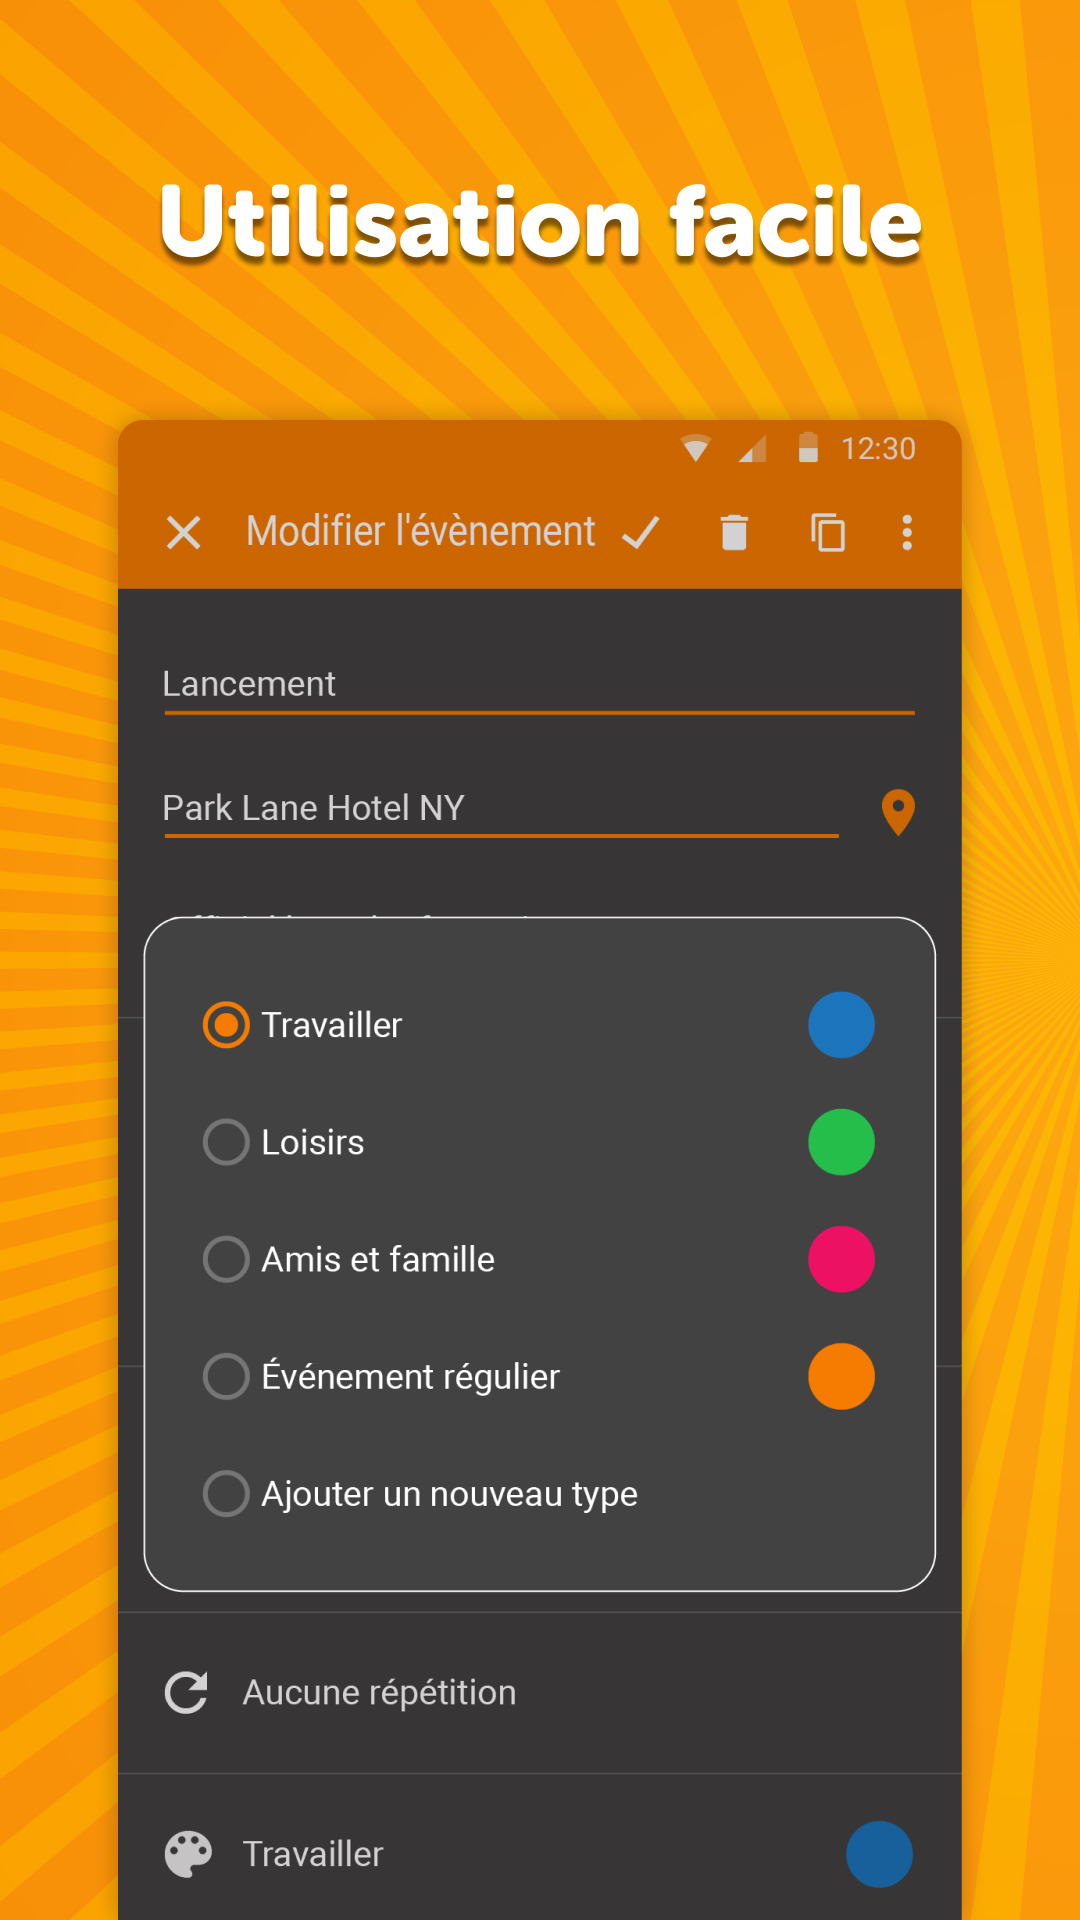 Utilisation facile
12:30
Modifier l'évènement
Lancement
Park Lane Hotel NY
Travailler
Loisirs
Amis et famille
Événement régulier
Ajouter un nouveau type
Aucune répétition
Travailler